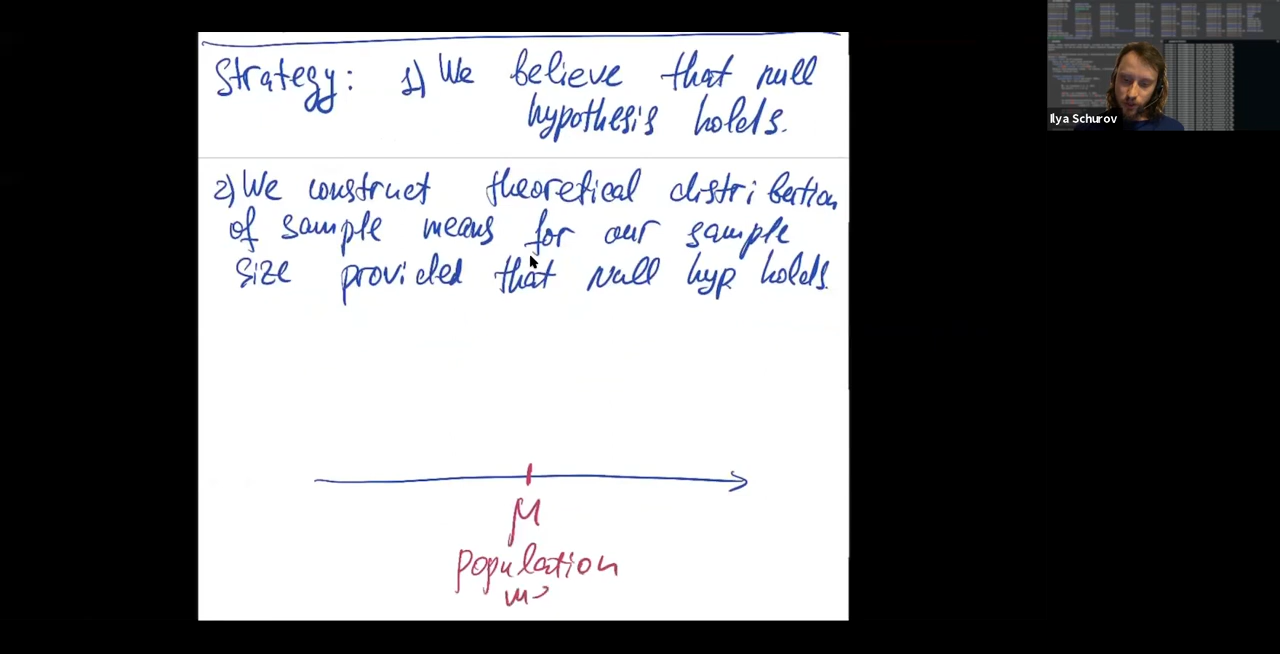 Strategy: 1) We believe that null
hypothesis holds.
2) We construct theoretical distribution
of sample means for our sample
size provided that null hyp holds.
μ
population
Ilya Schurov